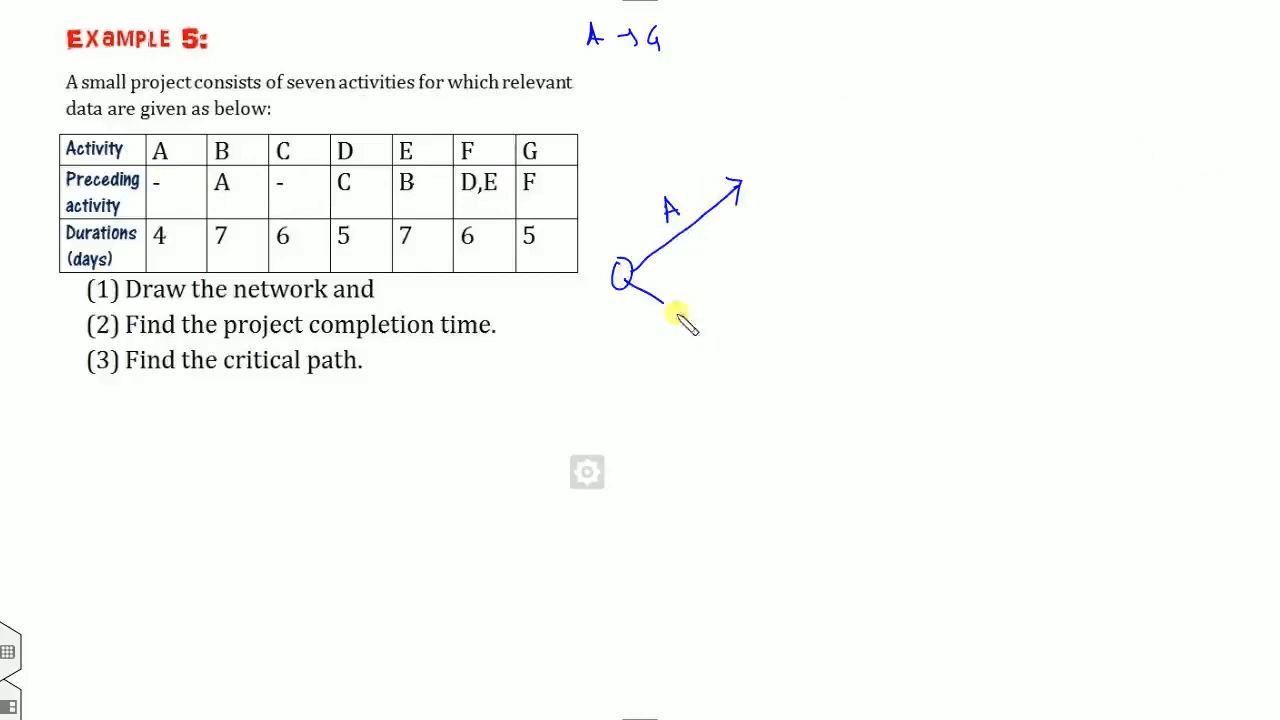 Example 5:
A → G
A small project consists of seven activities for which relevant
data are given as below:
Activity A B C D E F G
Preceding activity - A - C B D,E F
Durations (days) 4 7 6 5 7 6 5
A
(1) Draw the network and
(2) Find the project completion time.
(3) Find the critical path.